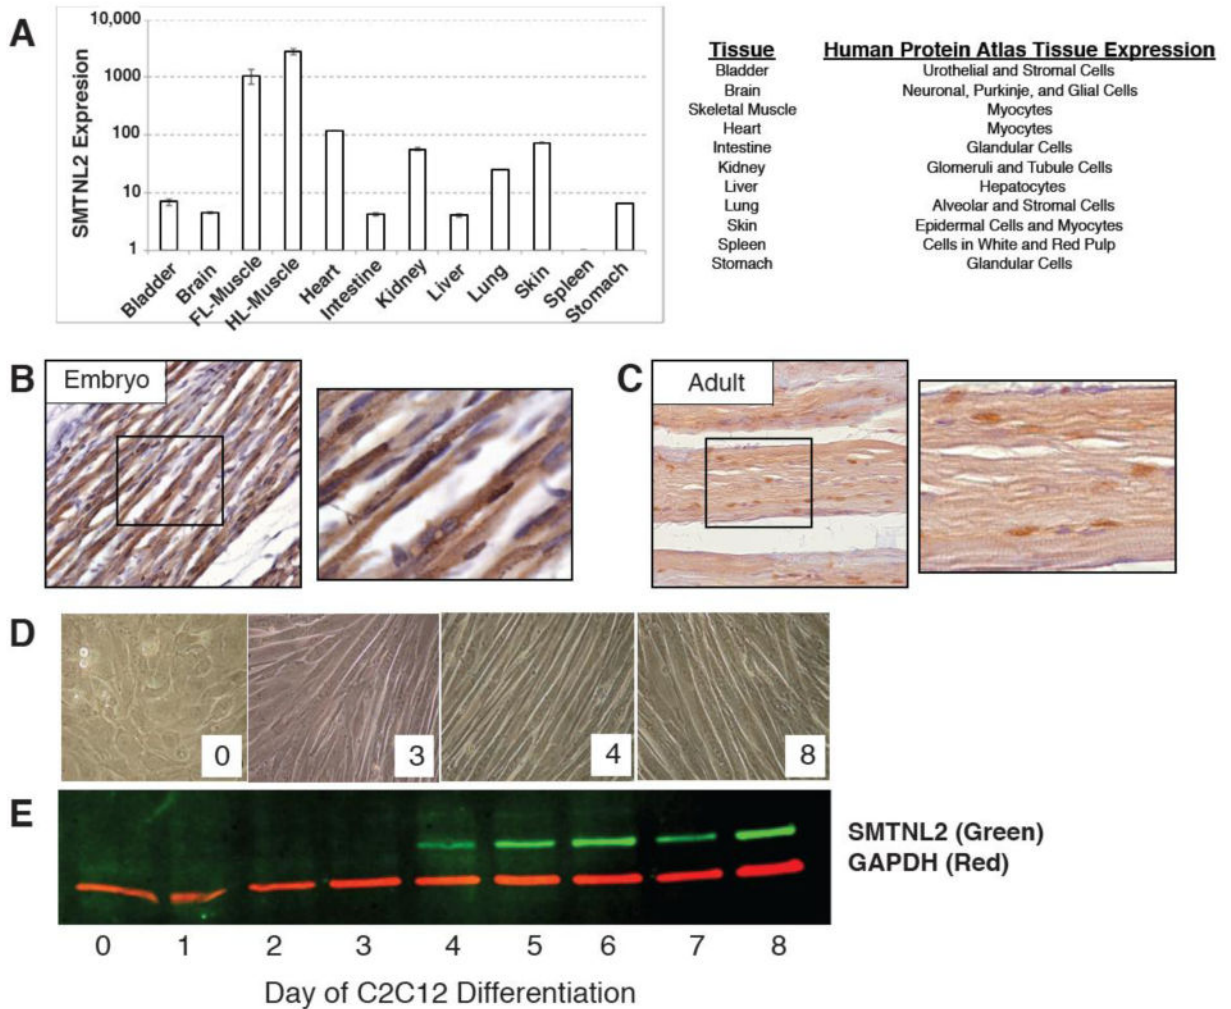 A
10,000
1000
100
10
1
SMTNL2 Expresion
Bladder
Brain
FL-Muscle
HL-Muscle
Heart
Intestine
Kidney
Liver
Lung
Skin
Spleen
Stomach
Tissue Human Protein Atlas Tissue Expression
Bladder Urothelial and Stromal Cells
Brain Neuronal, Purkinje, and Glial Cells
Skeletal Muscle Myocytes
Heart Myocytes
Intestine Glandular Cells
Kidney Glomeruli and Tubule Cells
Liver Hepatocytes
Lung Alveolar and Stromal Cells
Skin Epidermal Cells and Myocytes
Spleen Cells in White and Red Pulp
Stomach Glandular Cells
B
Embryo
C
Adult
D
0
3
4
8
E
SMTNL2 (Green)
GAPDH (Red)
0 1 2 3 4 5 6 7 8
Day of C2C12 Differentiation